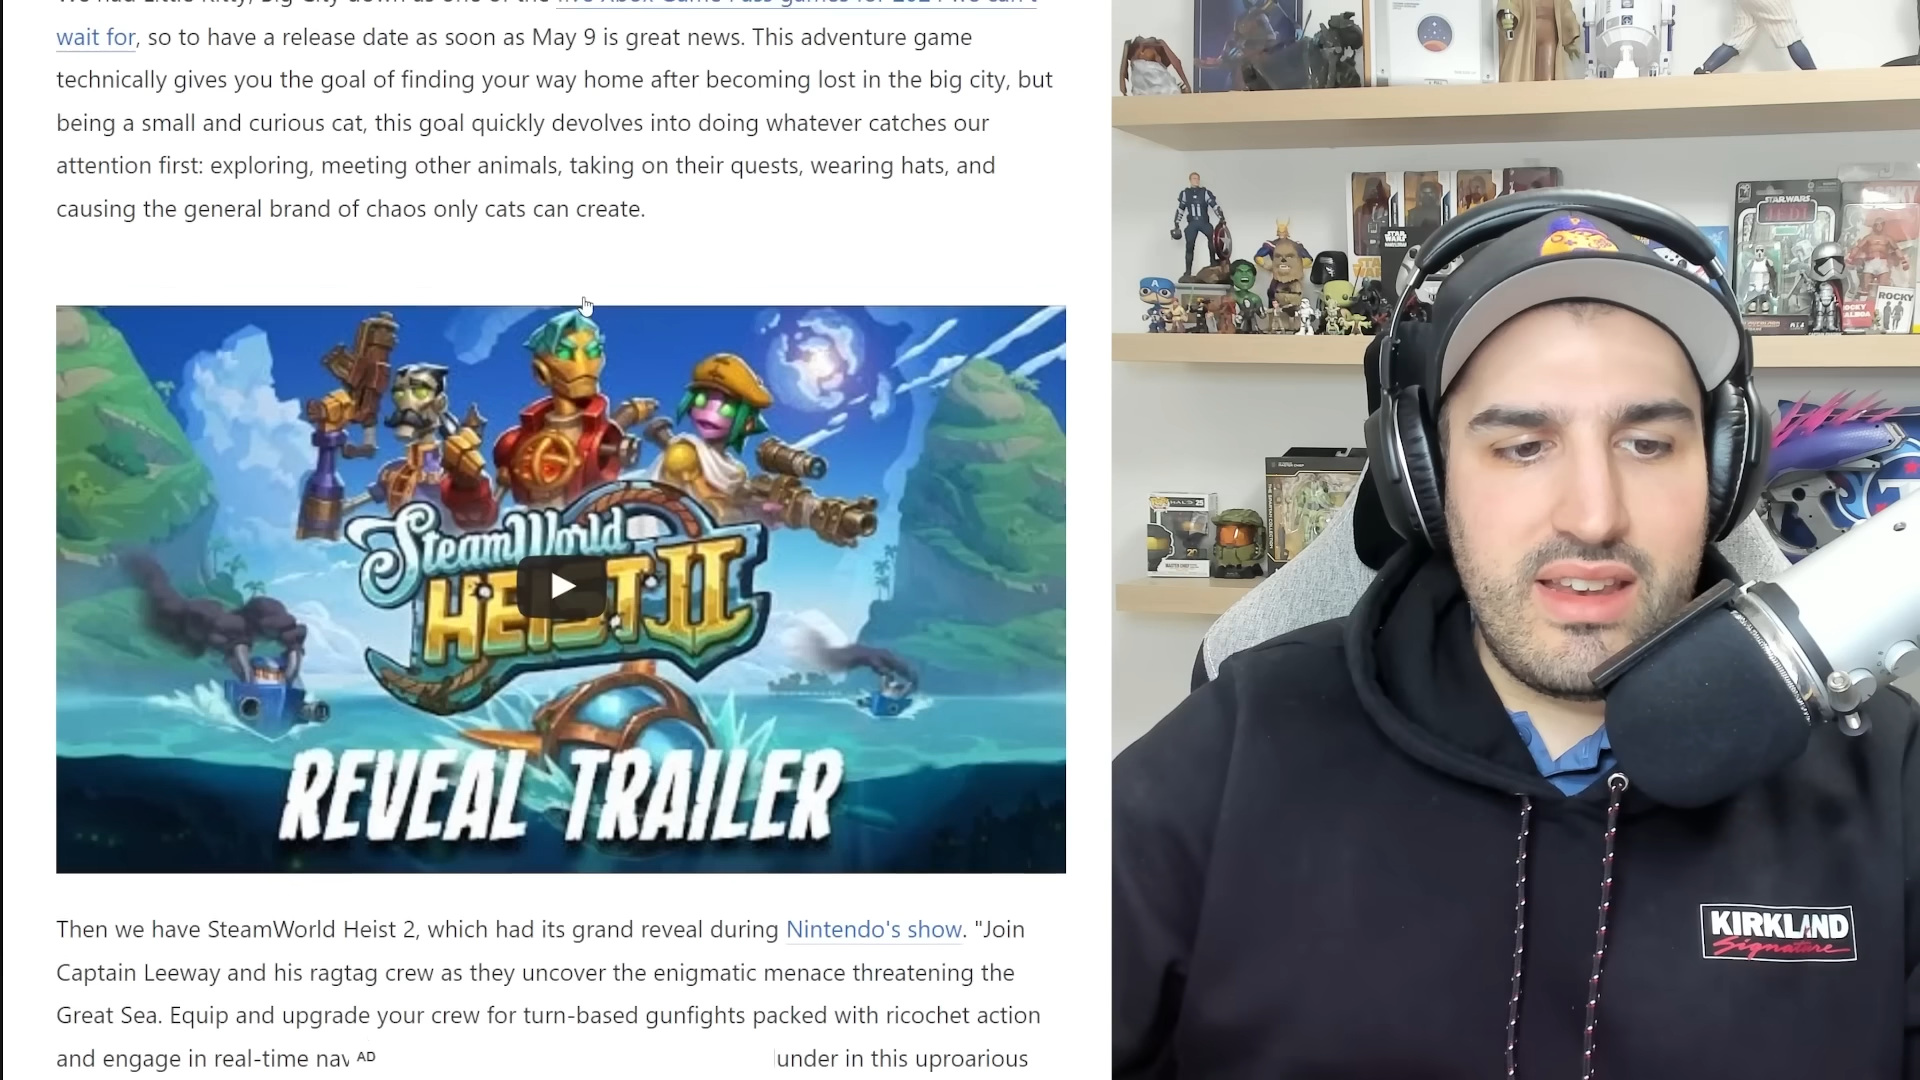 wait for, so to have a release date as soon as May 9 is great news. This adventure game
technically gives you the goal of finding your way home after becoming lost in the big city, but
being a small and curious cat, this goal quickly devolves into doing whatever catches our
attention first: exploring, meeting other animals, taking on their quests, wearing hats, and
causing the general brand of chaos only cats can create.
SteamWorld
HEIST II
REVEAL TRAILER
Then we have SteamWorld Heist 2, which had its grand reveal during Nintendo's show. "Join
Captain Leeway and his ragtag crew as they uncover the enigmatic menace threatening the
Great Sea. Equip and upgrade your crew for turn-based gunfights packed with ricochet action
and engage in real-time nav AD under in this uproarious
STAR WARS
JEDI
ROCKY
KIRKLAND
Signature